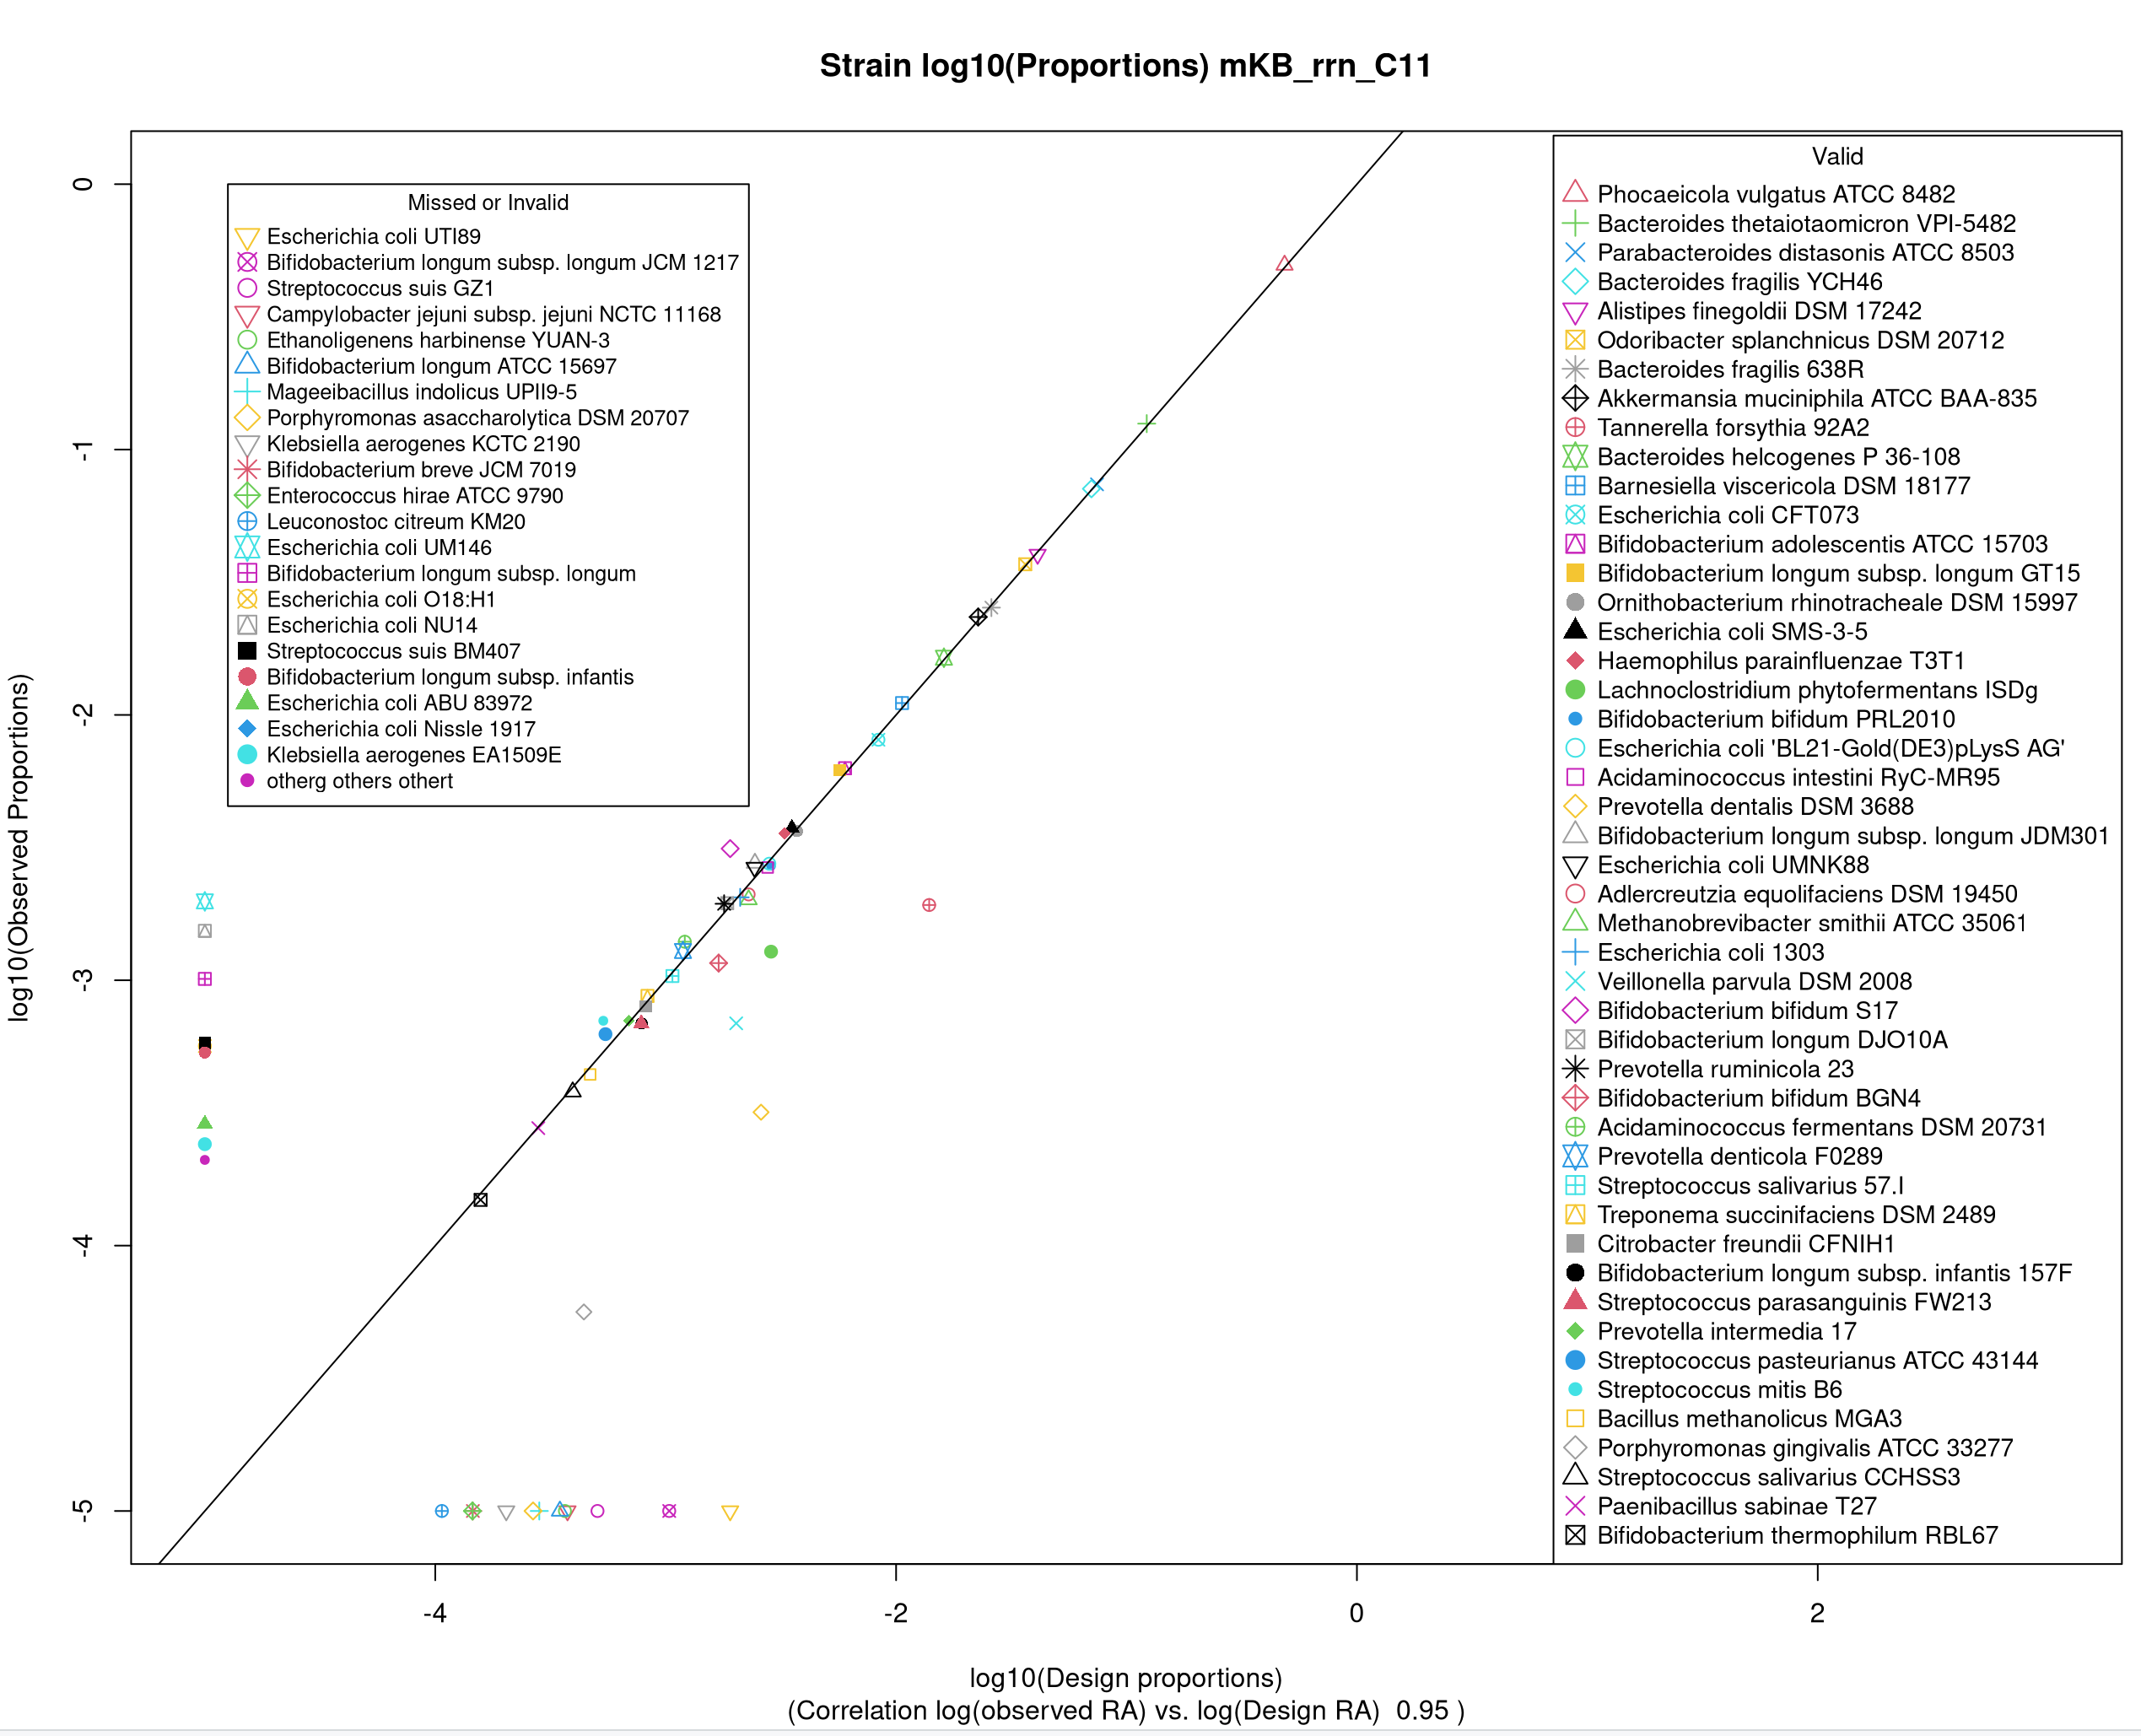 Strain log10(Proportions) mKB_rrn_C11
log10(Observed Proportions)
0
-1
-2
-3
-4
-5
Missed or Invalid
Escherichia coli UTI89
Bifidobacterium longum subsp. longum JCM 1217
Streptococcus suis GZ1
Campylobacter jejuni subsp. jejuni NCTC 11168
Ethanoligenens harbinense YUAN-3
Bifidobacterium longum ATCC 15697
Mageeibacillus indolicus UPII9-5
Porphyromonas asaccharolytica DSM 20707
Klebsiella aerogenes KCTC 2190
Bifidobacterium breve JCM 7019
Enterococcus hirae ATCC 9790
Leuconostoc citreum KM20
Escherichia coli UM146
Bifidobacterium longum subsp. longum
Escherichia coli O18:H1
Escherichia coli NU14
Streptococcus suis BM407
Bifidobacterium longum subsp. infantis
Escherichia coli ABU 83972
Escherichia coli Nissle 1917
Klebsiella aerogenes EA1509E
otherg others othert
Valid
Phocaeicola vulgatus ATCC 8482
Bacteroides thetaiotaomicron VPI-5482
Parabacteroides distasonis ATCC 8503
Bacteroides fragilis YCH46
Alistipes finegoldii DSM 17242
Odoribacter splanchnicus DSM 20712
Bacteroides fragilis 638R
Akkermansia muciniphila ATCC BAA-835
Tannerella forsythia 92A2
Bacteroides helcogenes P 36-108
Barnesiella viscericola DSM 18177
Escherichia coli CFT073
Bifidobacterium adolescentis ATCC 15703
Bifidobacterium longum subsp. longum GT15
Ornithobacterium rhinotracheale DSM 15997
Escherichia coli SMS-3-5
Haemophilus parainfluenzae T3T1
Lachnoclostridium phytofermentans ISDg
Bifidobacterium bifidum PRL2010
Escherichia coli 'BL21-Gold(DE3)pLysS AG'
Acidaminococcus intestini RyC-MR95
Prevotella dentalis DSM 3688
Bifidobacterium longum subsp. longum JDM301
Escherichia coli UMNK88
Adlercreutzia equolifaciens DSM 19450
Methanobrevibacter smithii ATCC 35061
Escherichia coli 1303
Veillonella parvula DSM 2008
Bifidobacterium bifidum S17
Bifidobacterium longum DJO10A
Prevotella ruminicola 23
Bifidobacterium bifidum BGN4
Acidaminococcus fermentans DSM 20731
Prevotella denticola F0289
Streptococcus salivarius 57.I
Treponema succinifaciens DSM 2489
Citrobacter freundii CFNIH1
Bifidobacterium longum subsp. infantis 157F
Streptococcus parasanguinis FW213
Prevotella intermedia 17
Streptococcus pasteurianus ATCC 43144
Streptococcus mitis B6
Bacillus methanolicus MGA3
Porphyromonas gingivalis ATCC 33277
Streptococcus salivarius CCHSS3
Paenibacillus sabinae T27
Bifidobacterium thermophilum RBL67
-4 -2 0 2
log10(Design proportions)
(Correlation log(observed RA) vs. log(Design RA)  0.95 )